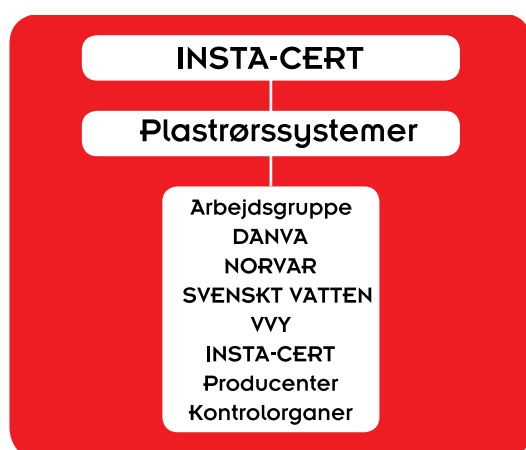 INSTA-CERT
Plastrørssystemer
Arbejdsgruppe
DANVA
NORVAR
SVENSKT VATTEN
VVY
INSTA-CERT
Producenter
Kontrolorganer